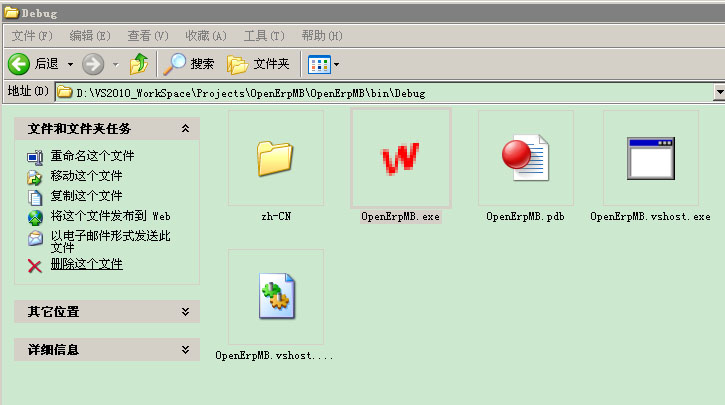 Debug
文件(F) 编辑(E) 查看(V) 收藏(A) 工具(T) 帮助(H)
后退 搜索 文件夹
地址(D) D:\VS2010_WorkSpace\Projects\OpenErpMB\OpenErpMB\bin\Debug
文件和文件夹任务
重命名这个文件
移动这个文件
复制这个文件
将这个文件发布到 Web
以电子邮件形式发送此
文件
删除这个文件
其它位置
详细信息
zh-CN OpenErpMB.exe OpenErpMB.pdb OpenErpMB.vshost.exe
OpenErpMB.vshost....